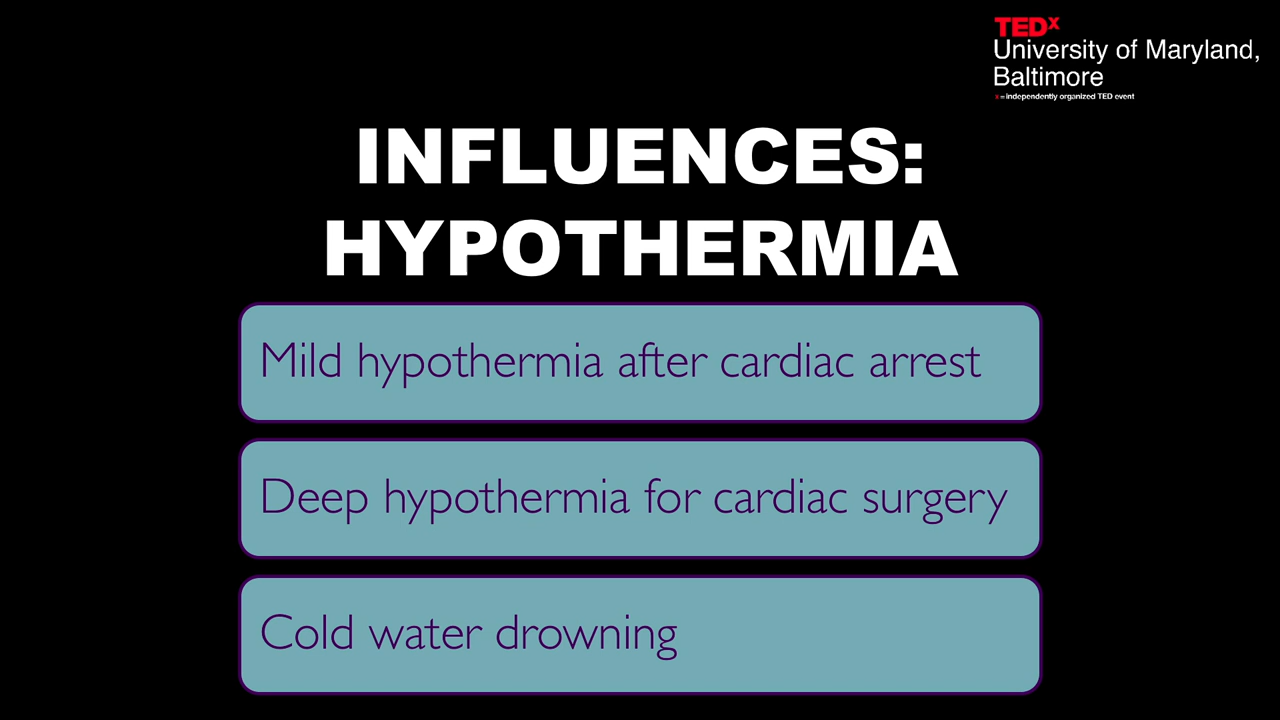 TEDx
University of Maryland,
Baltimore
x = independently organized TED event
INFLUENCES:
HYPOTHERMIA
Mild hypothermia after cardiac arrest
Deep hypothermia for cardiac surgery
Cold water drowning